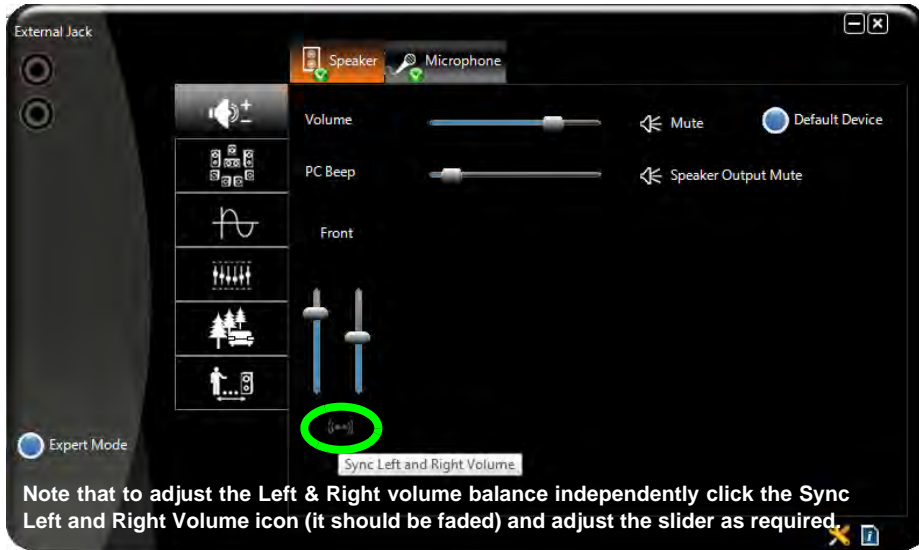 External Jack
Speaker
Microphone
Volume
Mute
Default Device
PC Beep
Speaker Output Mute
Front
Expert Mode
Sync Left and Right Volume
Note that to adjust the Left & Right volume balance independently click the Sync
Left and Right Volume icon (it should be faded) and adjust the slider as required.